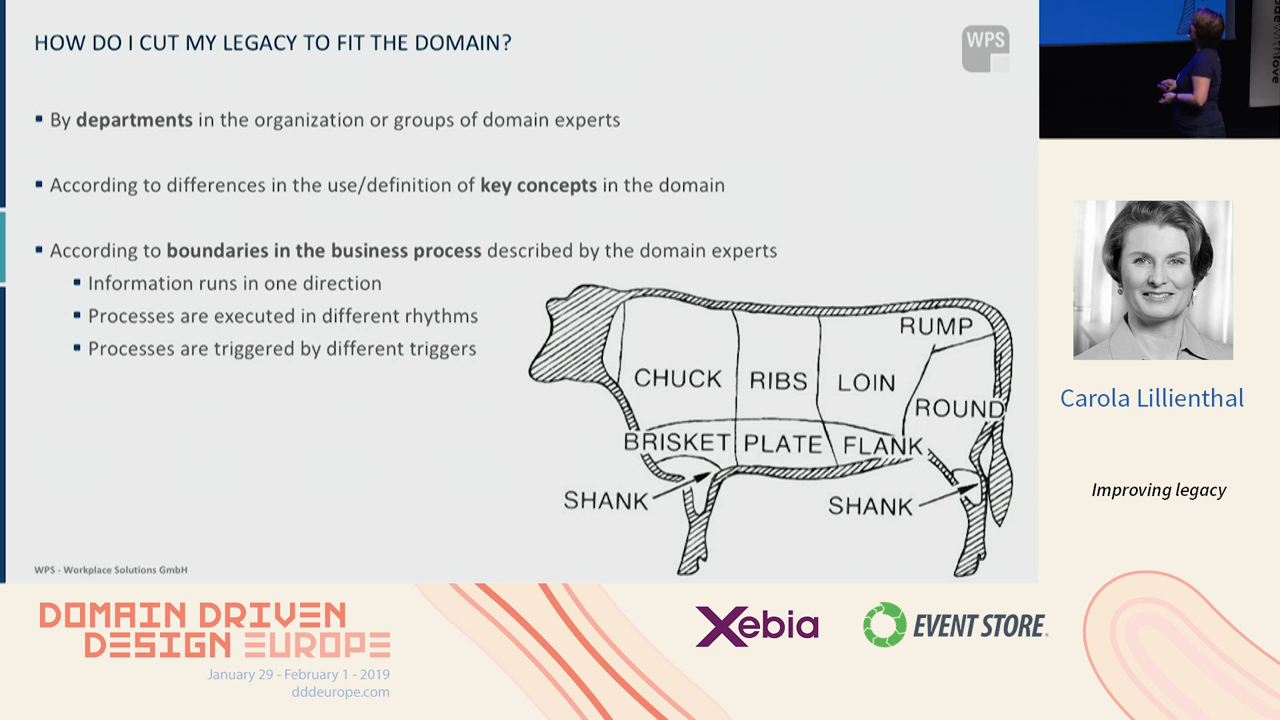 HOW DO I CUT MY LEGACY TO FIT THE DOMAIN?
WPS
By departments in the organization or groups of domain experts
According to differences in the use/definition of key concepts in the domain
According to boundaries in the business process described by the domain experts
Information runs in one direction
Processes are executed in different rhythms
Processes are triggered by different triggers
RUMP
CHUCK
RIBS
LOIN
ROUND
BRISKET
PLATE
FLANK
SHANK
SHANK
WPS - Workplace Solutions GmbH
Carola Lillienthal
Improving legacy
DOMAIN DRIVEN
DESIGN EUROPE
January 29 - February 1 - 2019
dddeurope.com
Xebia
EVENT STORE.